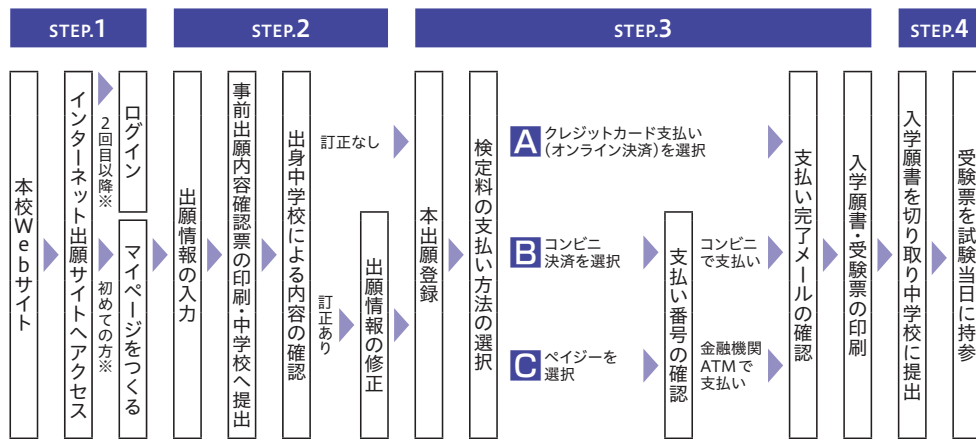 STEP.1
STEP.2
STEP.3
STEP.4
本校Webサイト
インターネット出願サイトへアクセス
2回目以降※
ログイン
初めての方※
マイページをつくる
出願情報の入力
事前出願内容確認票の印刷・中学校へ提出
出身中学校による内容の確認
訂正なし
訂正あり
出願情報の修正
本出願登録
検定料の支払い方法の選択
A
クレジットカード支払い
(オンライン決済)を選択
B
コンビニ
決済を選択
C
ペイジーを
選択
支払い番号の確認
コンビニ
で支払い
金融機関
ATMで
支払い
支払い完了メールの確認
入学願書・受験票の印刷
入学願書を切り取り中学校に提出
受験票を試験当日に持参